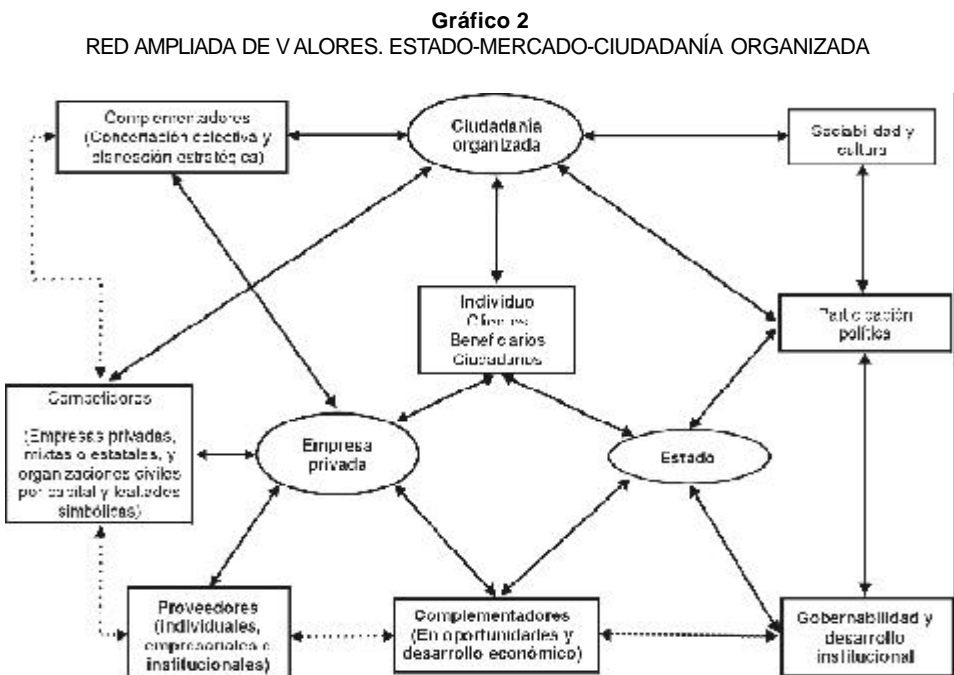 Gráfico 2
RED AMPLIADA DE VALORES. ESTADO-MERCADO-CIUDADANÍA ORGANIZADA
Complementadores
(Concertación colectiva y
estratégica)
Ciudadanía
organizada
Sociabilidad y
cultura
Individuo
Clientes
Beneficiarios
Ciudadanos
Participación
política
Competidores
(Empresas privadas,
mixtas o estatales, y
organizaciones civiles
por capital y lealtades
simbólicas)
Empresa
privada
Estado
Proveedores
(Individuales,
empresariales e
institucionales)
Complementadores
(En oportunidades y
desarrollo económico)
Gobernabilidad y
desarrollo
institucional